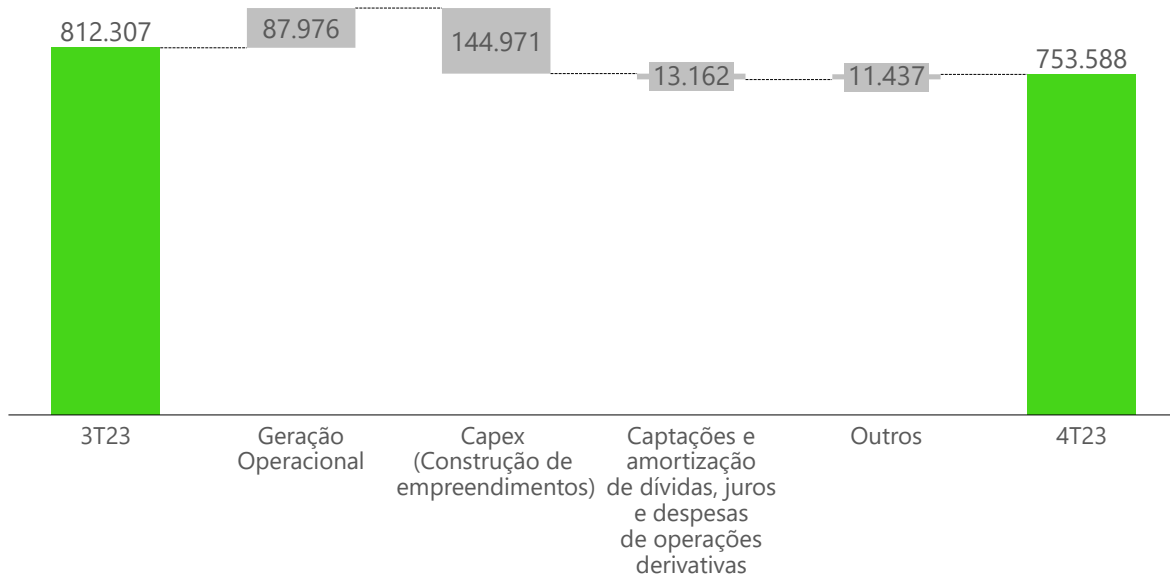 812.307
87.976
144.971
13.162
11.437
753.588
3T23
Geração
Operacional
Capex
(Construção de
empreendimentos)
Captações e
amortização
de dívidas, juros
e despesas
de operações
derivativas
Outros
4T23